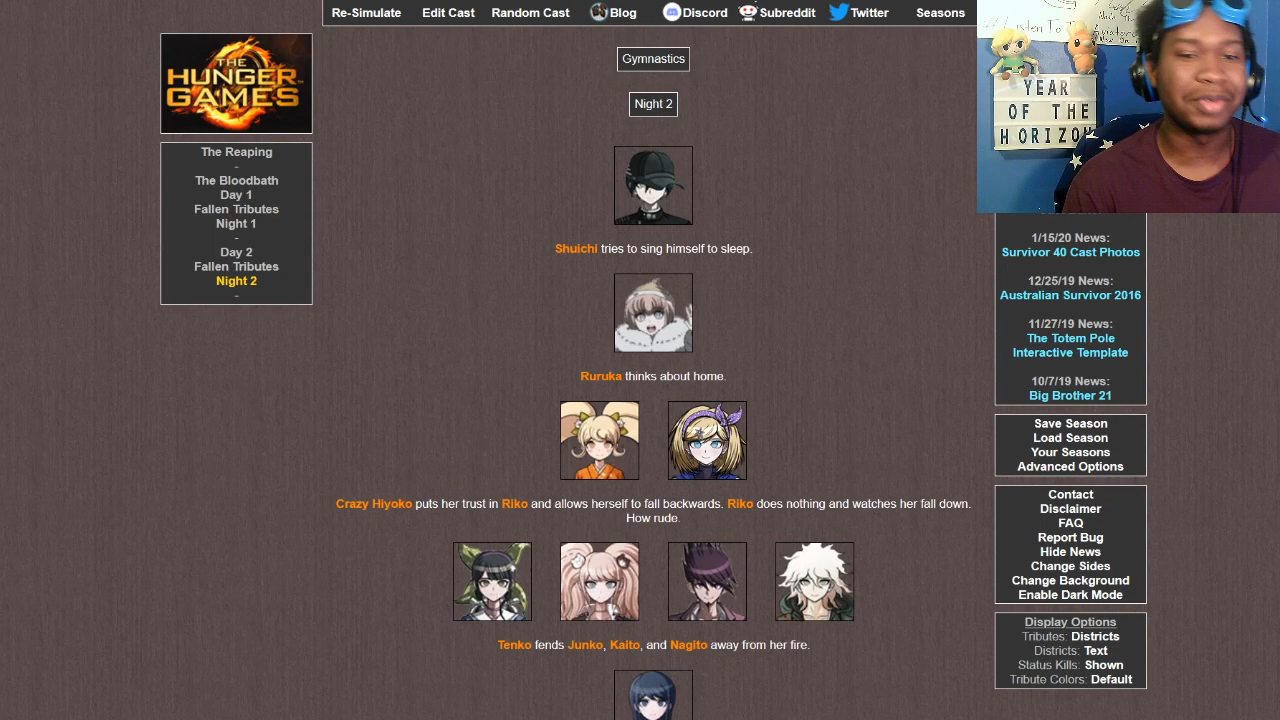 Re-Simulate Edit Cast Random Cast Blog Discord Subreddit Twitter Seasons
THE
HUNGER
GAMES
The Reaping
-
The Bloodbath
Day 1
Fallen Tributes
Night 1
-
Day 2
Fallen Tributes
Night 2
-
Gymnastics
Night 2
Shuichi tries to sing himself to sleep.
Ruruka thinks about home.
Crazy Hiyoko puts her trust in Riko and allows herself to fall backwards. Riko does nothing and watches her fall down.
How rude.
Tenko fends Junko, Kaito, and Nagito away from her fire.
Listen To
YEAR
OF THE
HORIZON
1/15/20 News:
Survivor 40 Cast Photos
12/25/19 News:
Australian Survivor 2016
11/27/19 News:
The Totem Pole
Interactive Template
10/7/19 News:
Big Brother 21
Save Season
Load Season
Your Seasons
Advanced Options
Contact
Disclaimer
FAQ
Report Bug
Hide News
Change Sides
Change Background
Enable Dark Mode
Display Options
Tributes: Districts
Districts: Text
Status Kills: Shown
Tribute Colors: Default